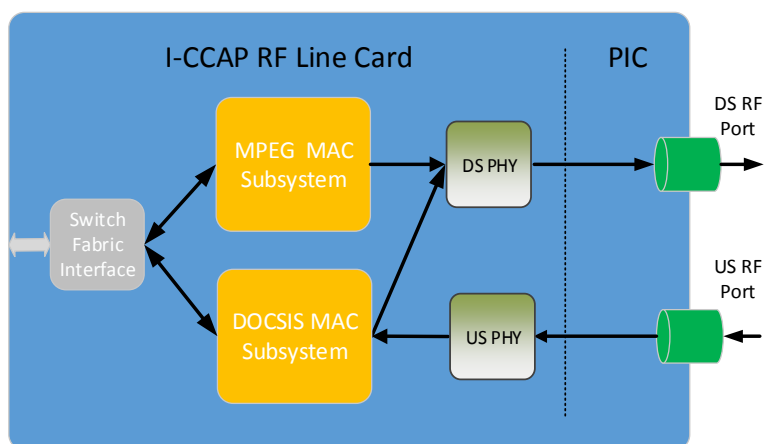 I-CCAP RF Line Card
PIC
DS RF
Port
MPEG  MAC
Subsystem
DS PHY
Switch
Fabric
Interface
US RF
Port
DOCSIS MAC
Subsystem
US PHY